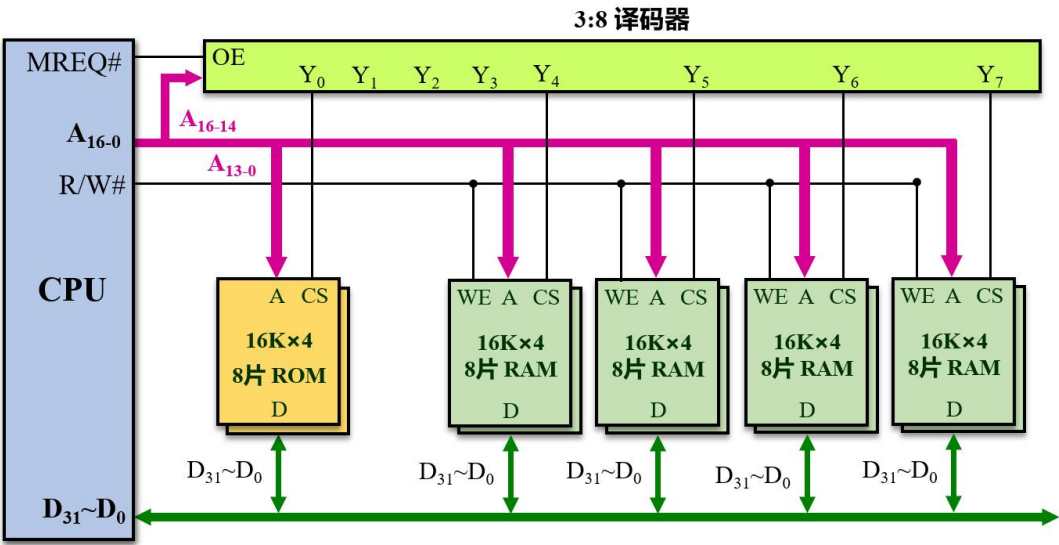 3:8 译码器
MREQ#
OE
Y0 Y1 Y2 Y3 Y4 Y5 Y6 Y7
A16-14
A16-0
A13-0
R/W#
CPU
A CS
16K×4
8片 ROM
D
WE A CS
16K×4
8片 RAM
D
WE A CS
16K×4
8片 RAM
D
WE A CS
16K×4
8片 RAM
D
WE A CS
16K×4
8片 RAM
D
D31~D0
D31~D0
D31~D0
D31~D0
D31~D0
D31~D0